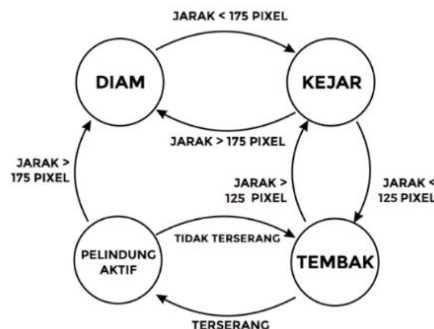 JARAK < 175 PIXEL
DIAM
KEJAR
JARAK > 175 PIXEL
JARAK >
175 PIXEL
JARAK >
125 PIXEL
JARAK <
125 PIXEL
PELINDUNG
AKTIF
TIDAK TERSERANG
TEMBAK
TERSERANG